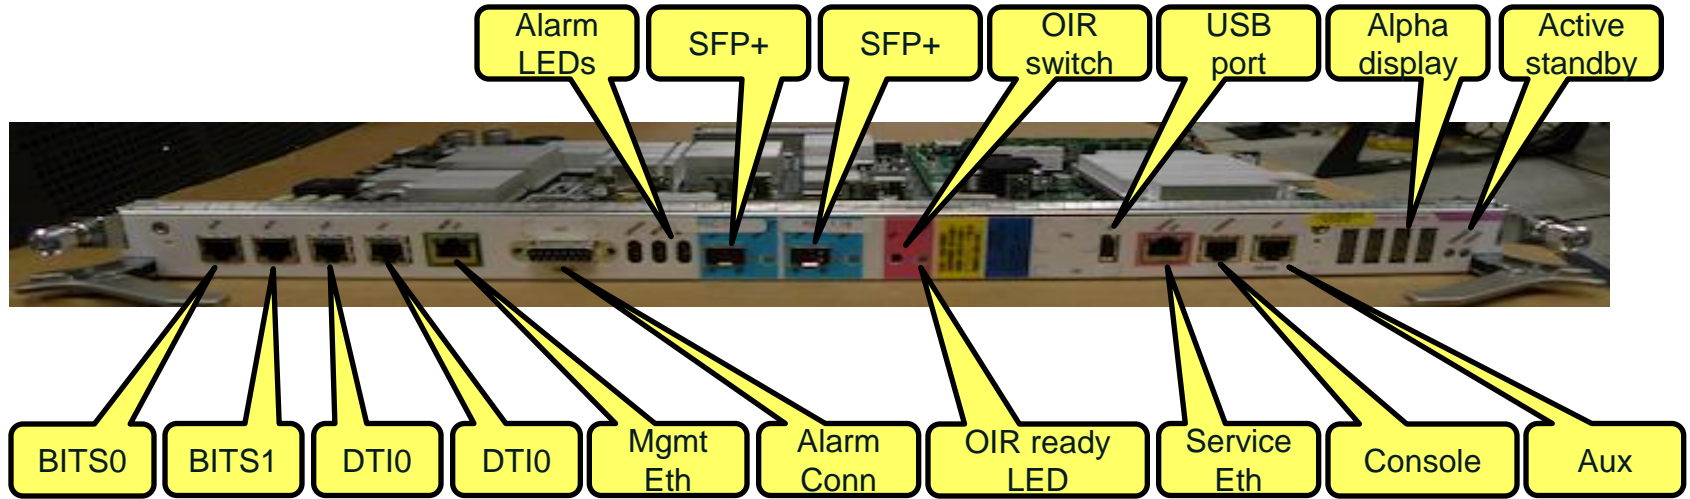 Alarm
LEDs
SFP+
SFP+
OIR
switch
USB
port
Alpha
display
Active
standby
BITS0
BITS1
DTI0
DTI0
Mgmt
Eth
Alarm
Conn
OIR ready
LED
Service
Eth
Console
Aux